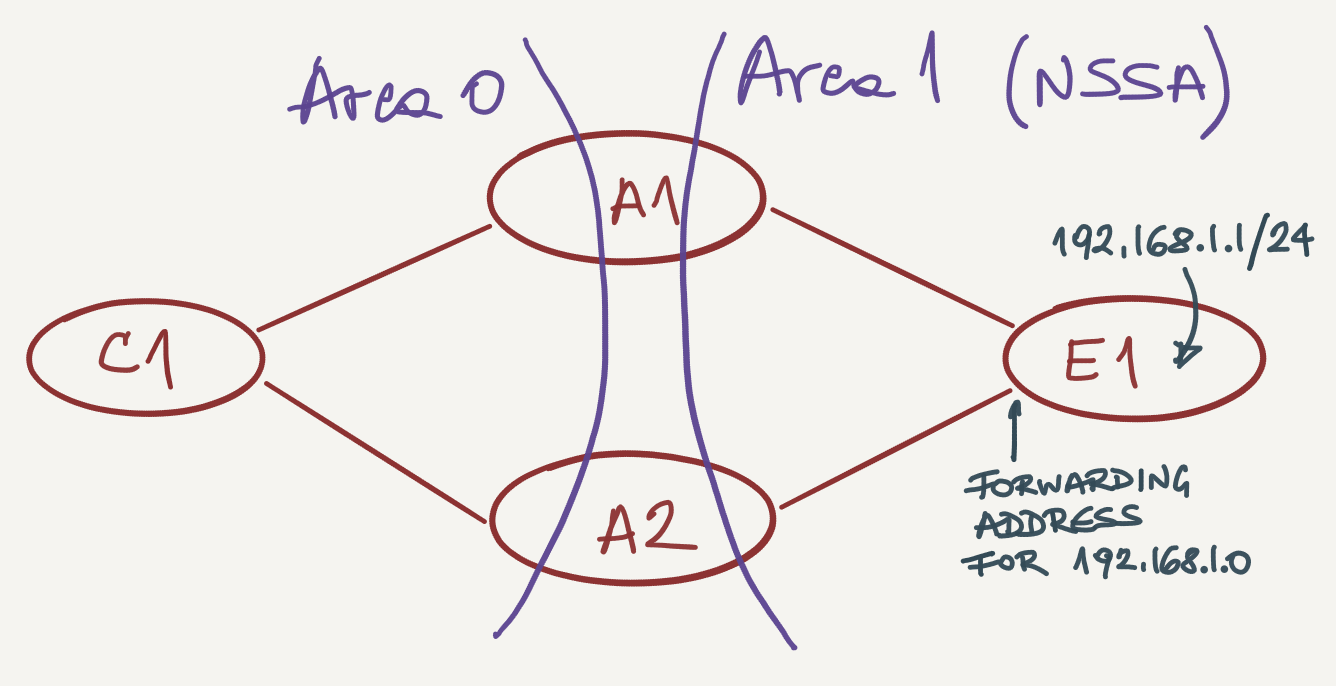 Area 0
Area 1 (NSSA)
A1
192.168.1.1/24
C1
E1
FORWARDING
ADDRESS
FOR 192.168.1.0
A2